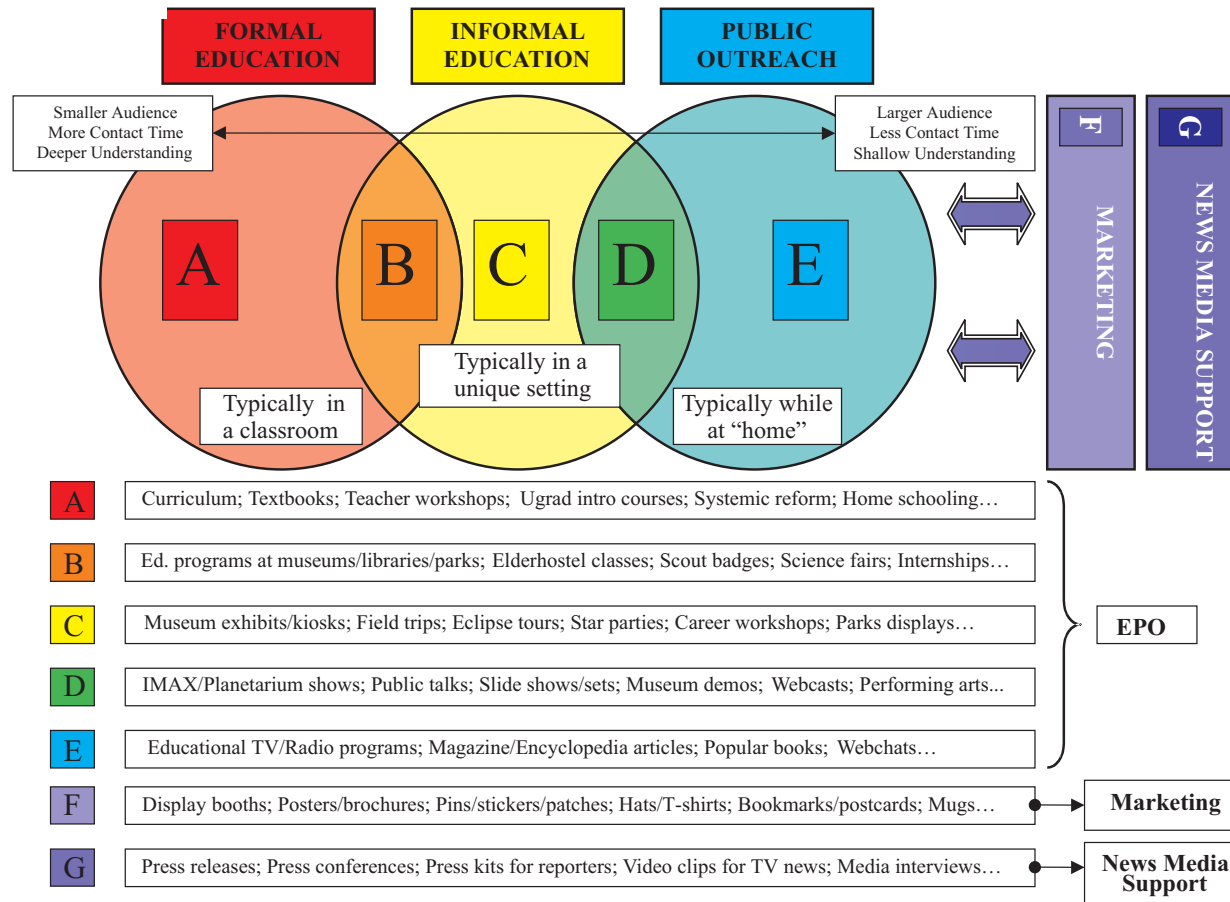 FORMAL
EDUCATION
INFORMAL
EDUCATION
PUBLIC
OUTREACH
Smaller Audience
More Contact Time
Deeper Understanding
Larger Audience
Less Contact Time
Shallow Understanding
F
MARKETING
G
NEWS MEDIA SUPPORT
A
B
C
D
E
Typically in
a classroom
Typically in a
unique setting
Typically while
at “home”
A
Curriculum; Textbooks; Teacher workshops; Ugrad intro courses; Systemic reform; Home schooling…
B
Ed. programs at museums/libraries/parks; Elderhostel classes; Scout badges; Science fairs; Internships…
C
Museum exhibits/kiosks; Field trips; Eclipse tours; Star parties; Career workshops; Parks displays…
D
IMAX/Planetarium shows; Public talks; Slide shows/sets; Museum demos; Webcasts; Performing arts...
E
Educational TV/Radio programs; Magazine/Encyclopedia articles; Popular books; Webchats…
EPO
F
Display booths; Posters/brochures; Pins/stickers/patches; Hats/T-shirts; Bookmarks/postcards; Mugs…
Marketing
G
Press releases; Press conferences; Press kits for reporters; Video clips for TV news; Media interviews…
News Media
Support